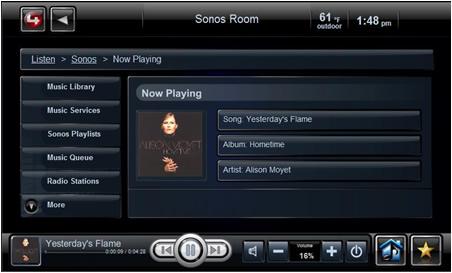 Sonos Room
61 °F
outdoor
1:48 pm
Listen > Sonos > Now Playing
Music Library
Music Services
Sonos Playlists
Music Queue
Radio Stations
More
Now Playing
ALISON MOYET
HOMETIME
Song: Yesterday's Flame
Album: Hometime
Artist: Alison Moyet
Yesterday's Flame
0:00:09 / 0:04:28
Volume
16%